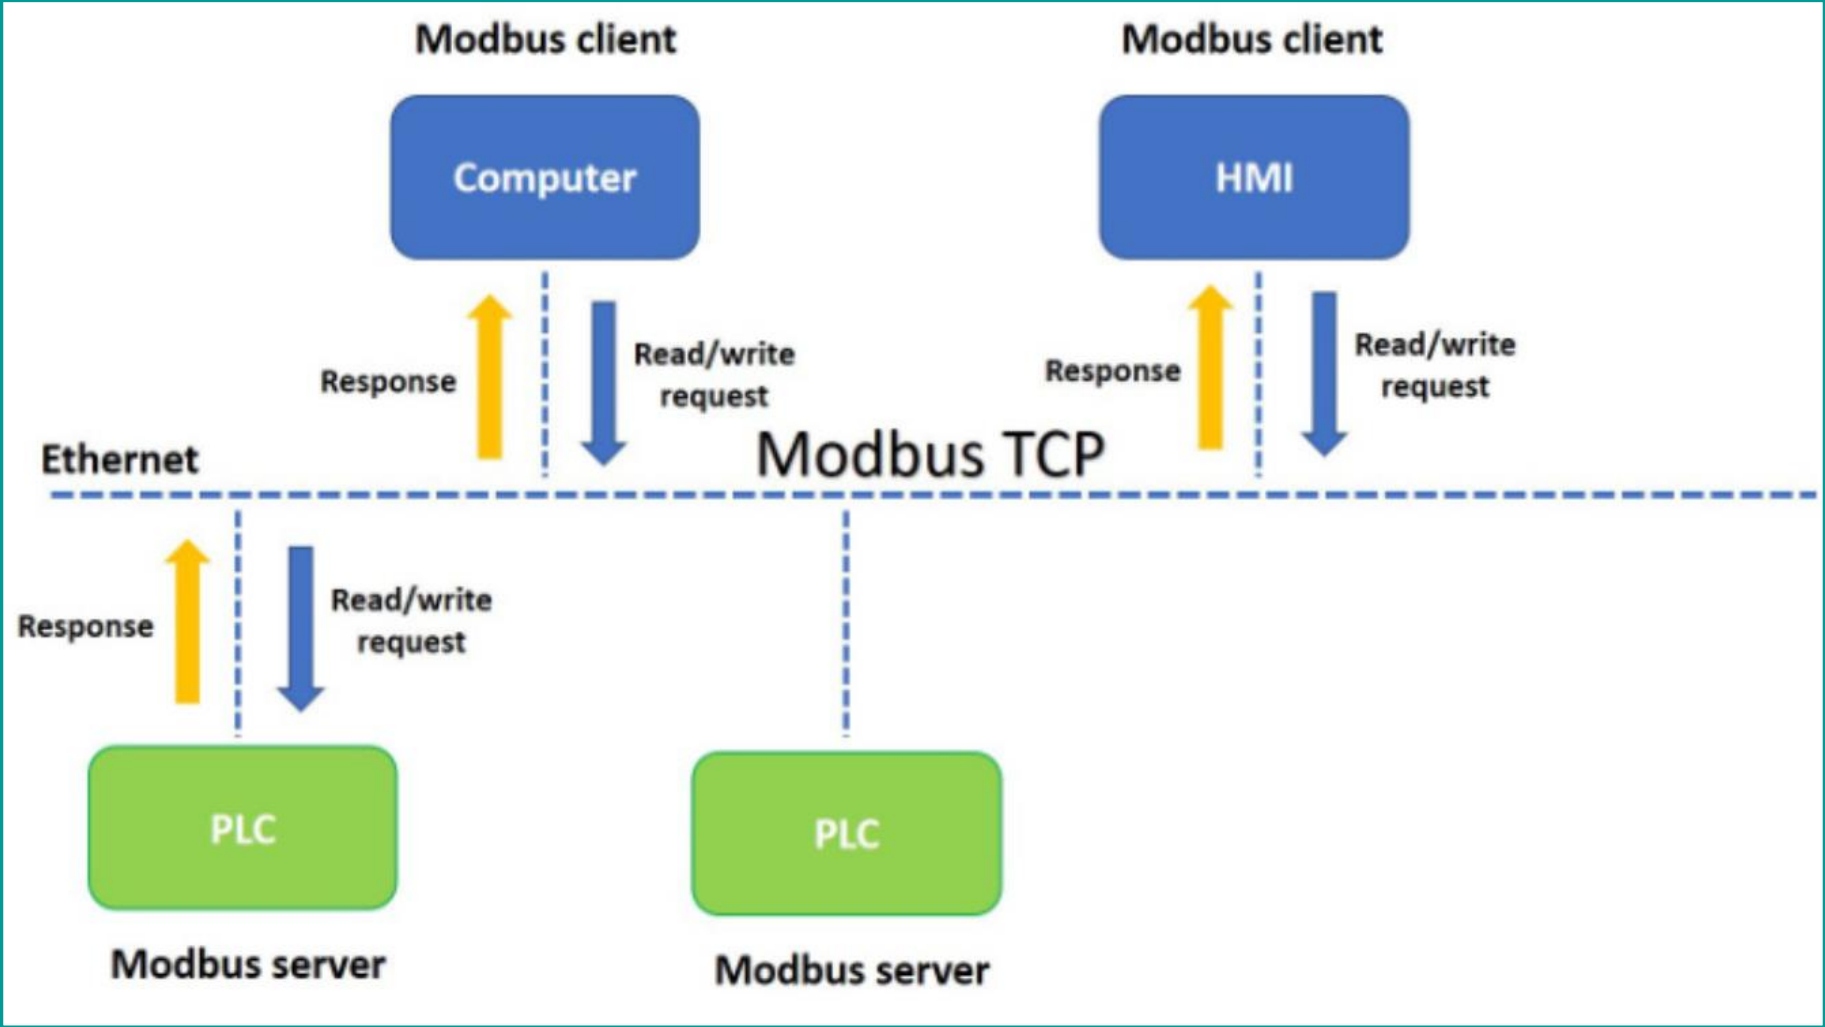 Modbus client
Modbus client
Computer
HMI
Response
Read/write
request
Response
Read/write
request
Ethernet
Modbus TCP
Response
Read/write
request
PLC
PLC
Modbus server
Modbus server